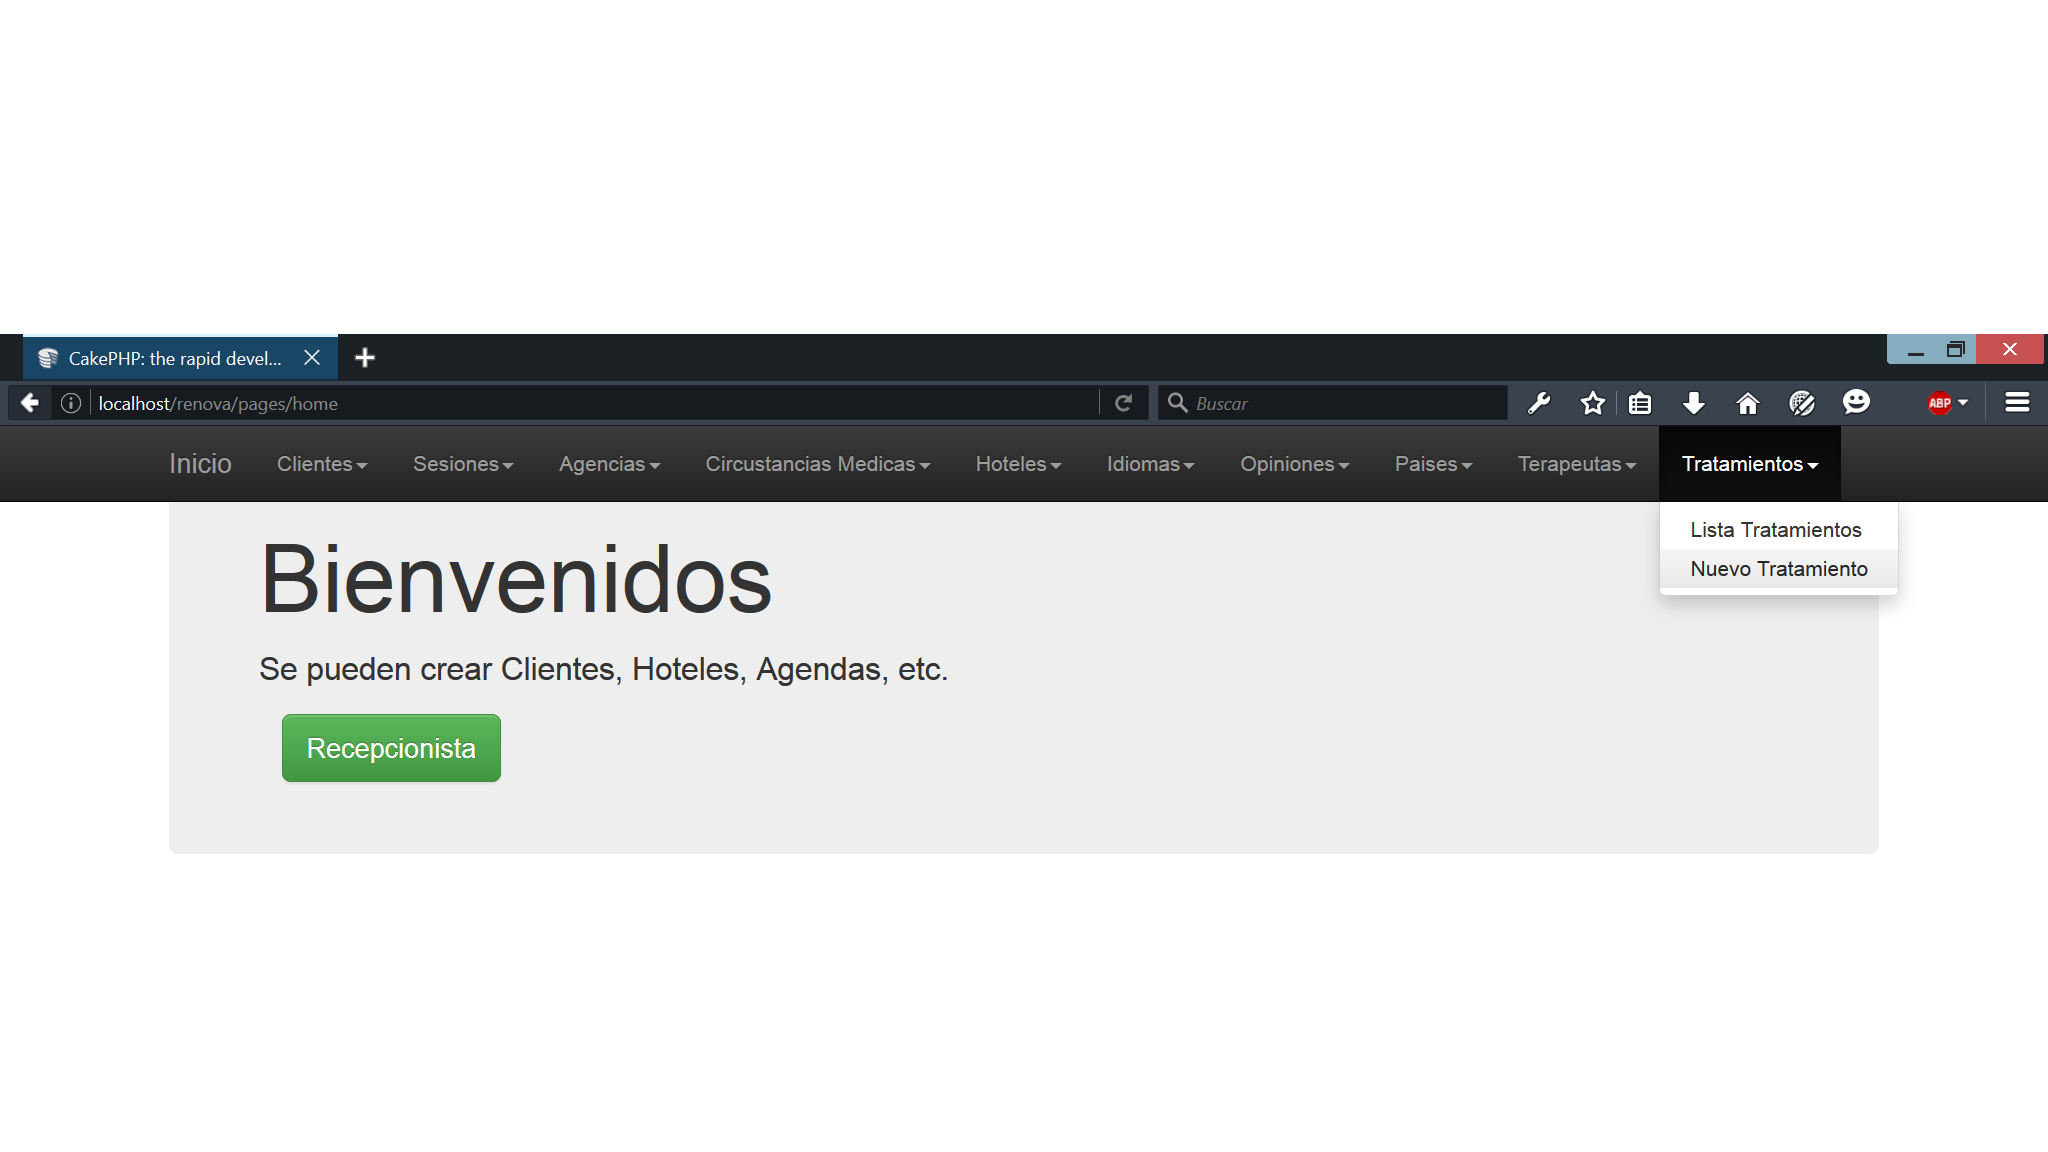 CakePHP: the rapid devel...
localhost/renova/pages/home
Buscar
ABP
Inicio Clientes Sesiones Agencias Circustancias Medicas Hoteles Idiomas Opiniones Paises Terapeutas Tratamientos
Lista Tratamientos
Nuevo Tratamiento
Bienvenidos
Se pueden crear Clientes, Hoteles, Agendas, etc.
Recepcionista